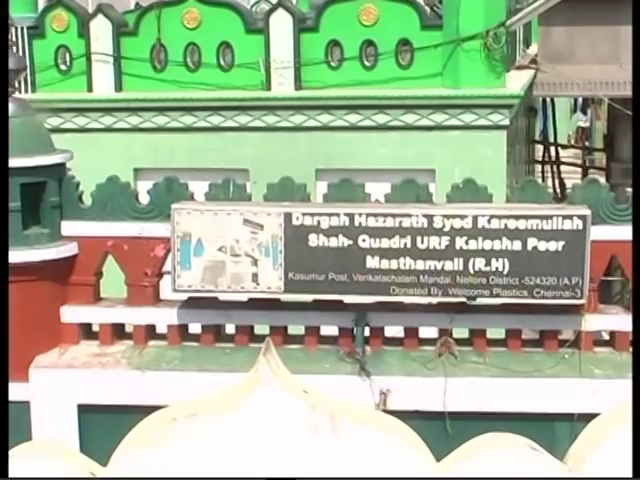 Dargah Hazarath Syed Kareemullah
Shah- Quadri URF Kalesha Peer
Masthanvali (R.H)
Kasumur Post, Venkatachalam Mandal, Nellore District -524320 (A.P)
Donated By: Welcome Plastics, Chennai-3